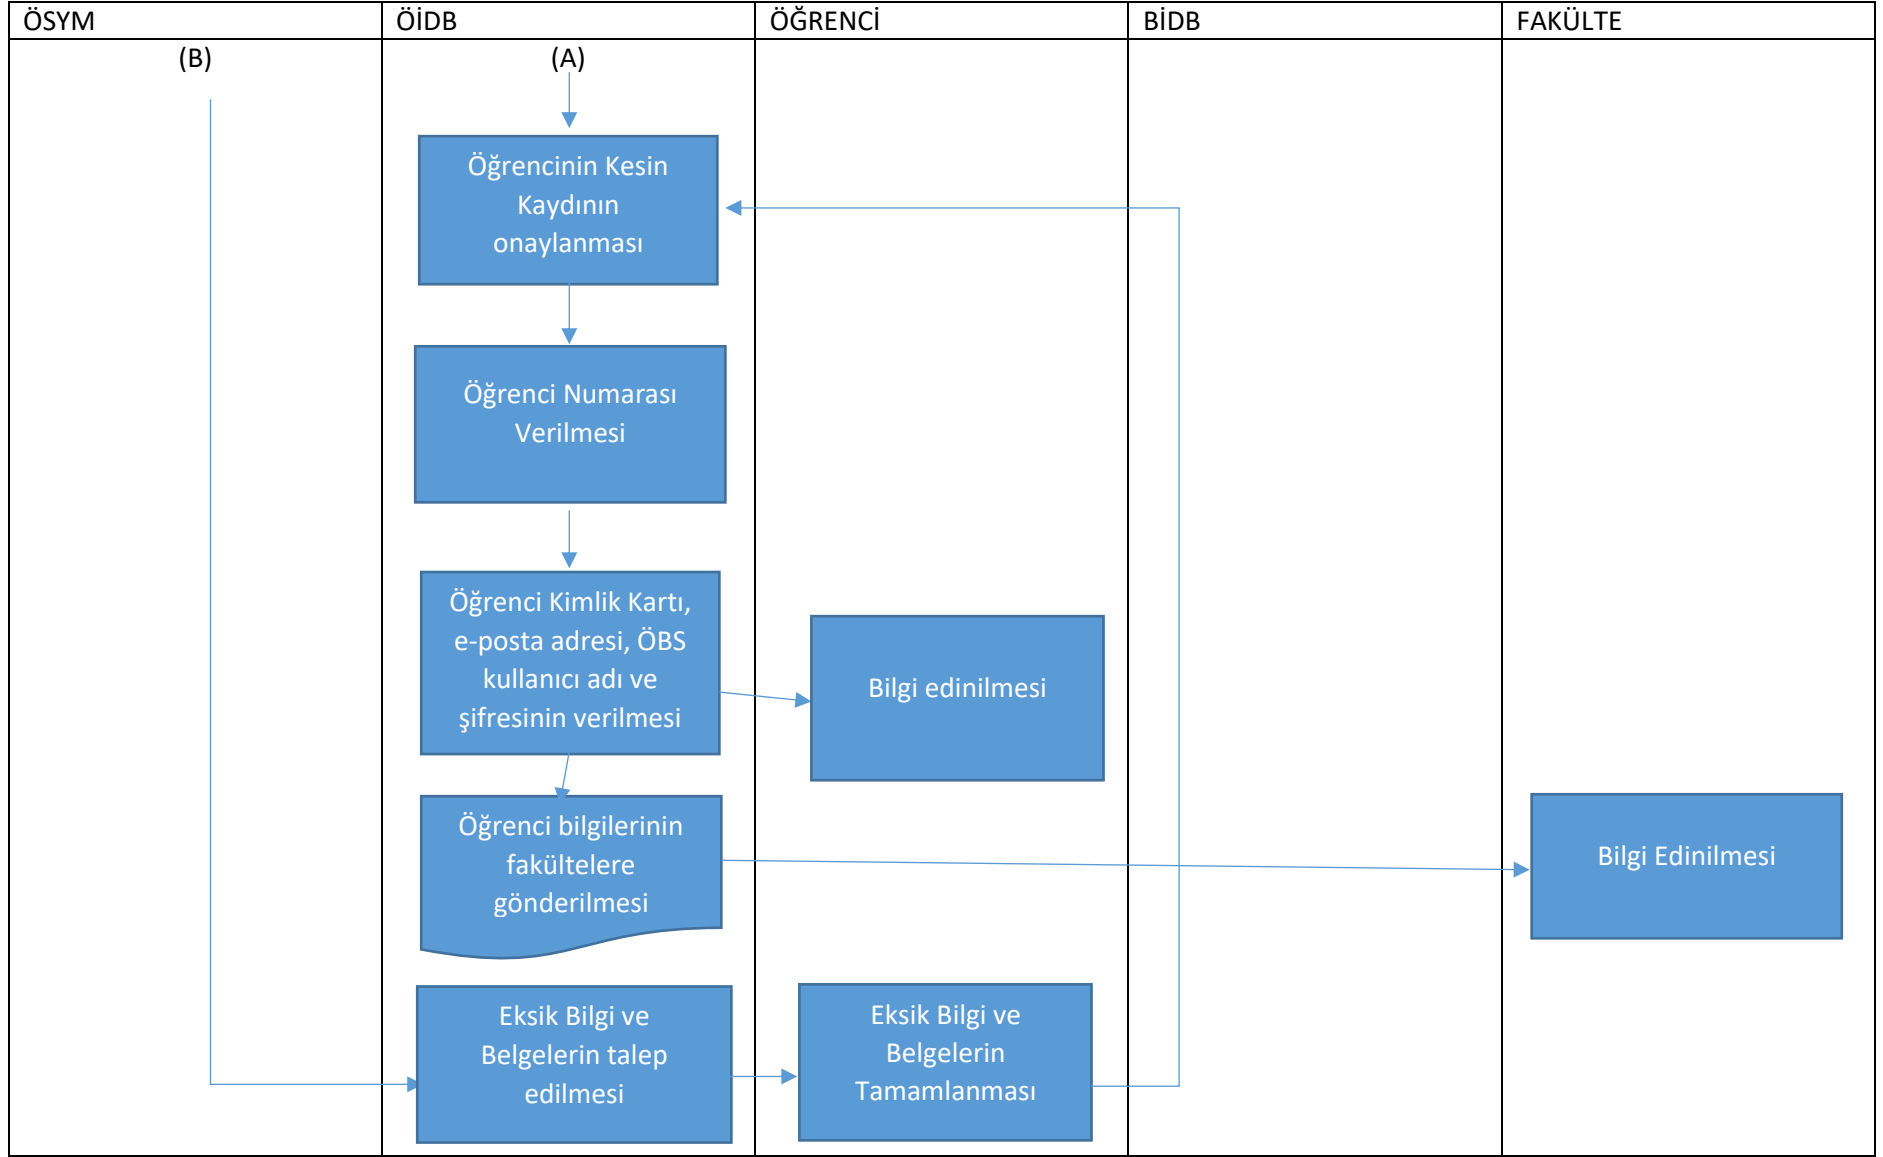 ÖSYM
ÖİDB
ÖĞRENCİ
BİDB
FAKÜLTE
(B)
(A)
Öğrencinin Kesin
Kaydının
onaylanması
Öğrenci Numarası
Verilmesi
Öğrenci Kimlik Kartı,
e-posta adresi, ÖBS
kullanıcı adı ve
şifresinin verilmesi
Bilgi edinilmesi
Öğrenci bilgilerinin
fakültelere
gönderilmesi
Bilgi Edinilmesi
Eksik Bilgi ve
Belgelerin talep
edilmesi
Eksik Bilgi ve
Belgelerin
Tamamlanması